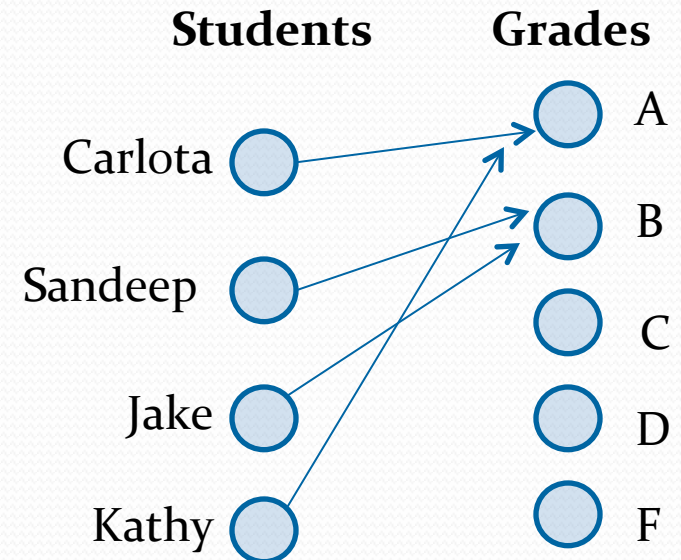 Students Grades
A
Carlota
B
Sandeep
C
Jake
D
Kathy
F